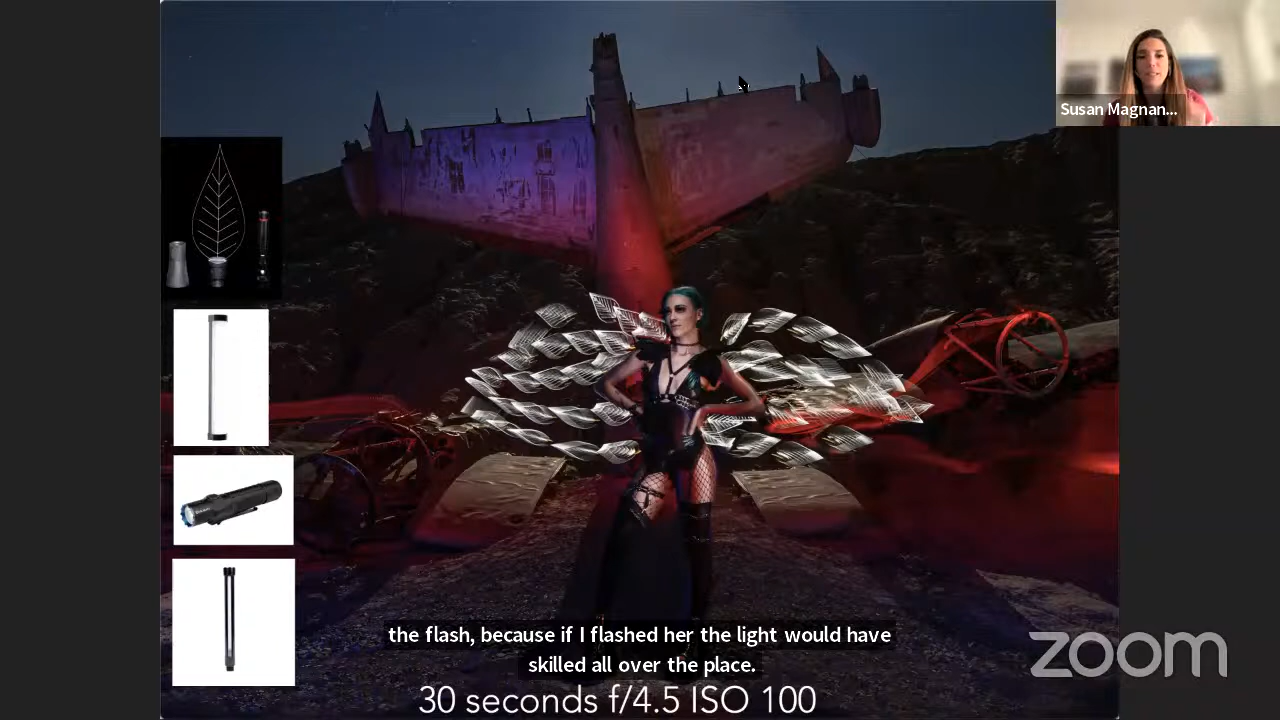 Susan Magnan...
the flash, because if I flashed her the light would have
skilled all over the place.
zoom
30 seconds f/4.5 ISO 100